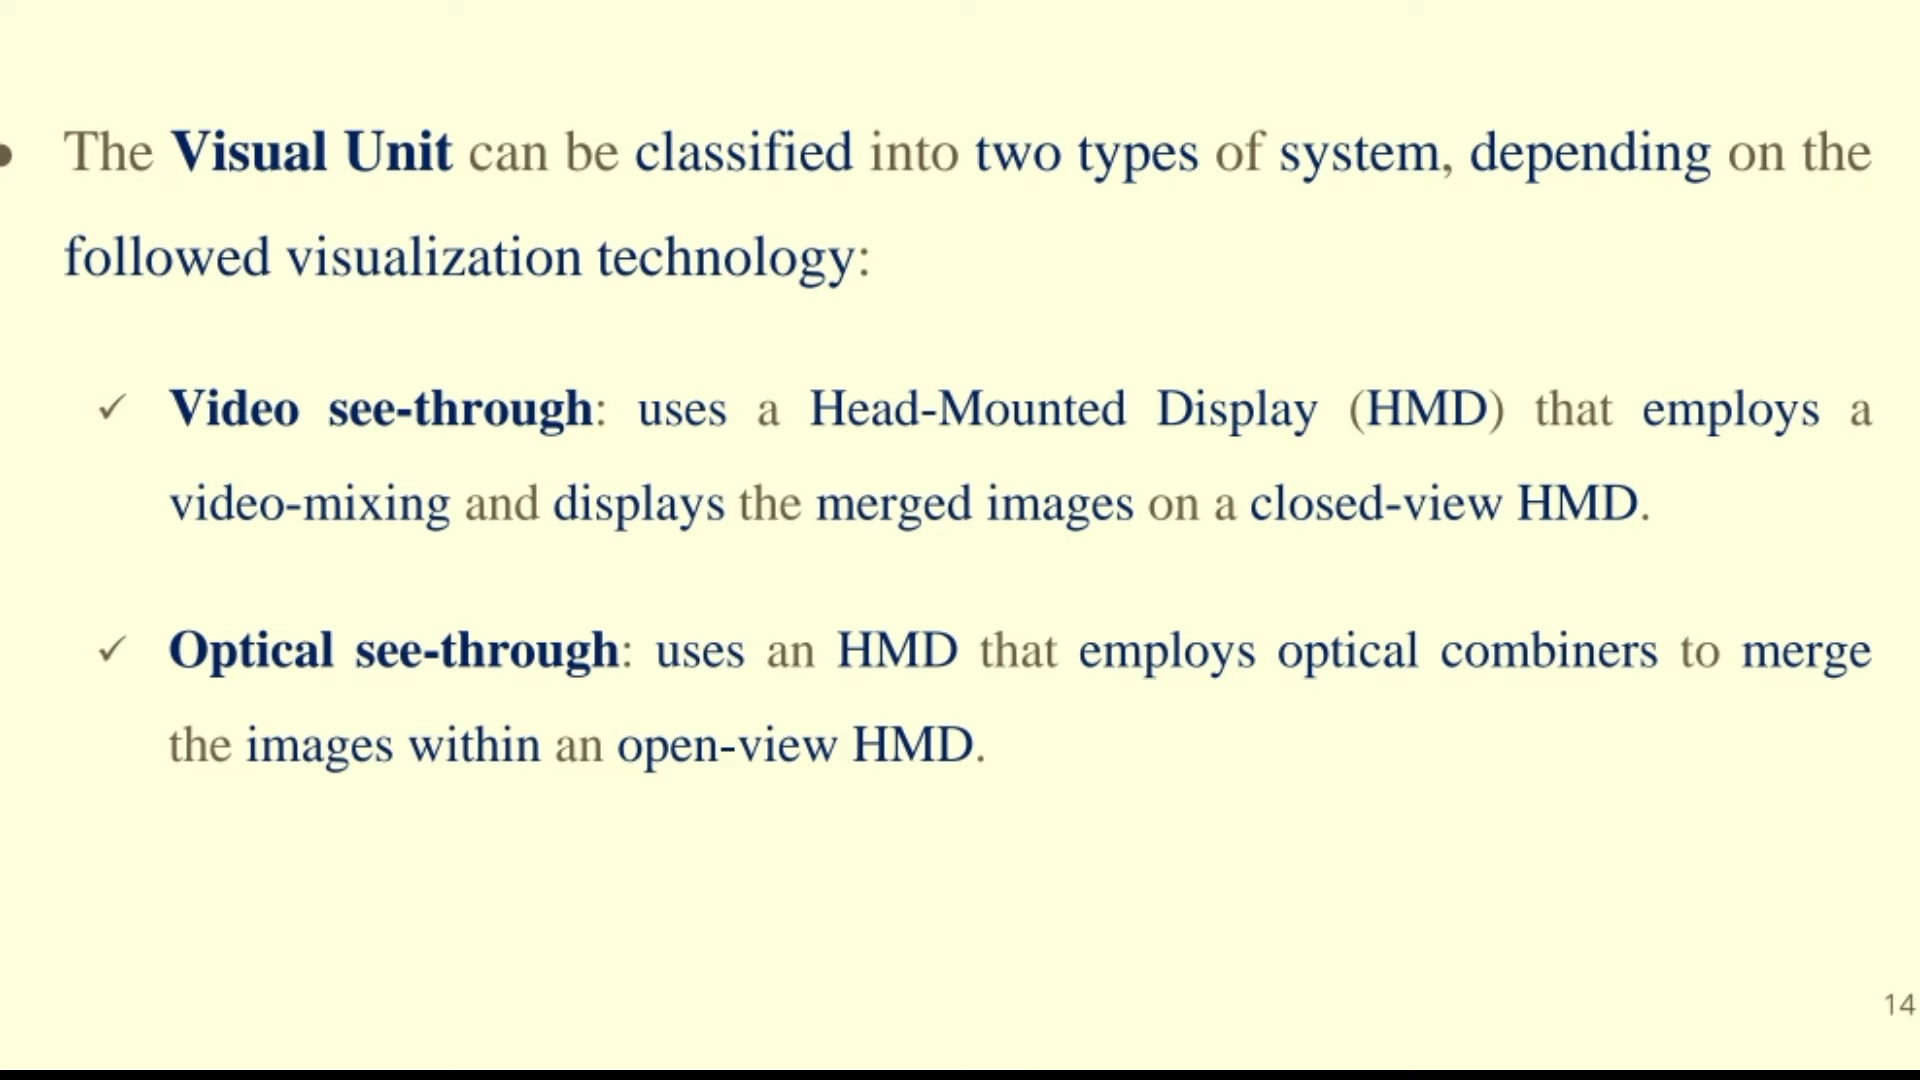 • The Visual Unit can be classified into two types of system, depending on the
followed visualization technology:
✓ Video see-through: uses a Head-Mounted Display (HMD) that employs a
video-mixing and displays the merged images on a closed-view HMD.
✓ Optical see-through: uses an HMD that employs optical combiners to merge
the images within an open-view HMD.
14